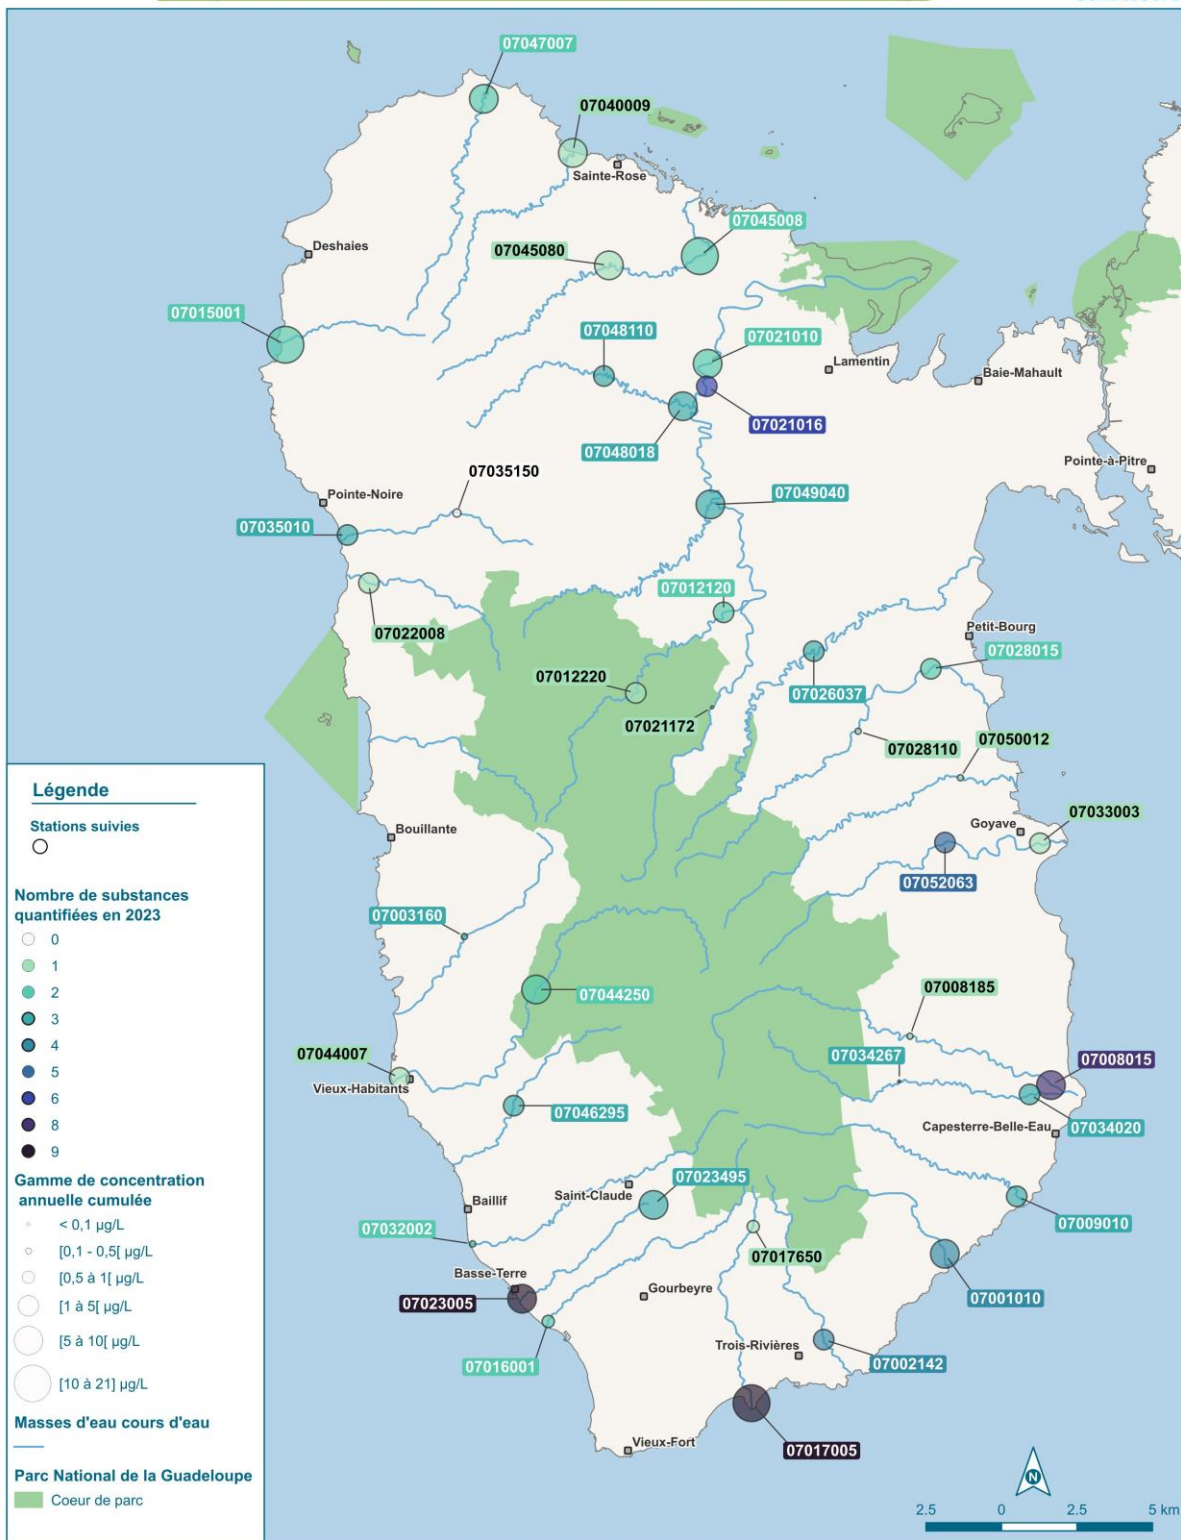 07047007
07040009
Sainte-Rose
07045008
07045080
Deshaies
07015001
07048110
07021010
Lamentin
Baie-Mahault
07021016
07048018
Pointe-à-Pitre
07035150
Pointe-Noire
07049040
07035010
07012120
07022008
Petit-Bourg
07028015
07012220
07026037
07021172
07028110
07050012
07033003
Goyave
Bouillante
07052063
07003160
07044250
07008185
07044007
Vieux-Habitants
07034267
07008015
07046295
07034020
Capesterre-Belle-Eau
07023495
Saint-Claude
Baillif
07009010
07032002
07017650
Basse-Terre
07023005
Gourbeyre
07001010
Trois-Rivières
07016001
07002142
07017005
Vieux-Fort
Légende
Stations suivies
Nombre de substances
quantifiées en 2023
0
1
2
3
4
5
6
8
9
Gamme de concentration
annuelle cumulée
< 0,1 µg/L
[0,1 - 0,5[ µg/L
[0,5 à 1[ µg/L
[1 à 5[ µg/L
[5 à 10[ µg/L
[10 à 21] µg/L
Masses d'eau cours d'eau
Parc National de la Guadeloupe
Coeur de parc
N
2.5 0 2.5 5 km